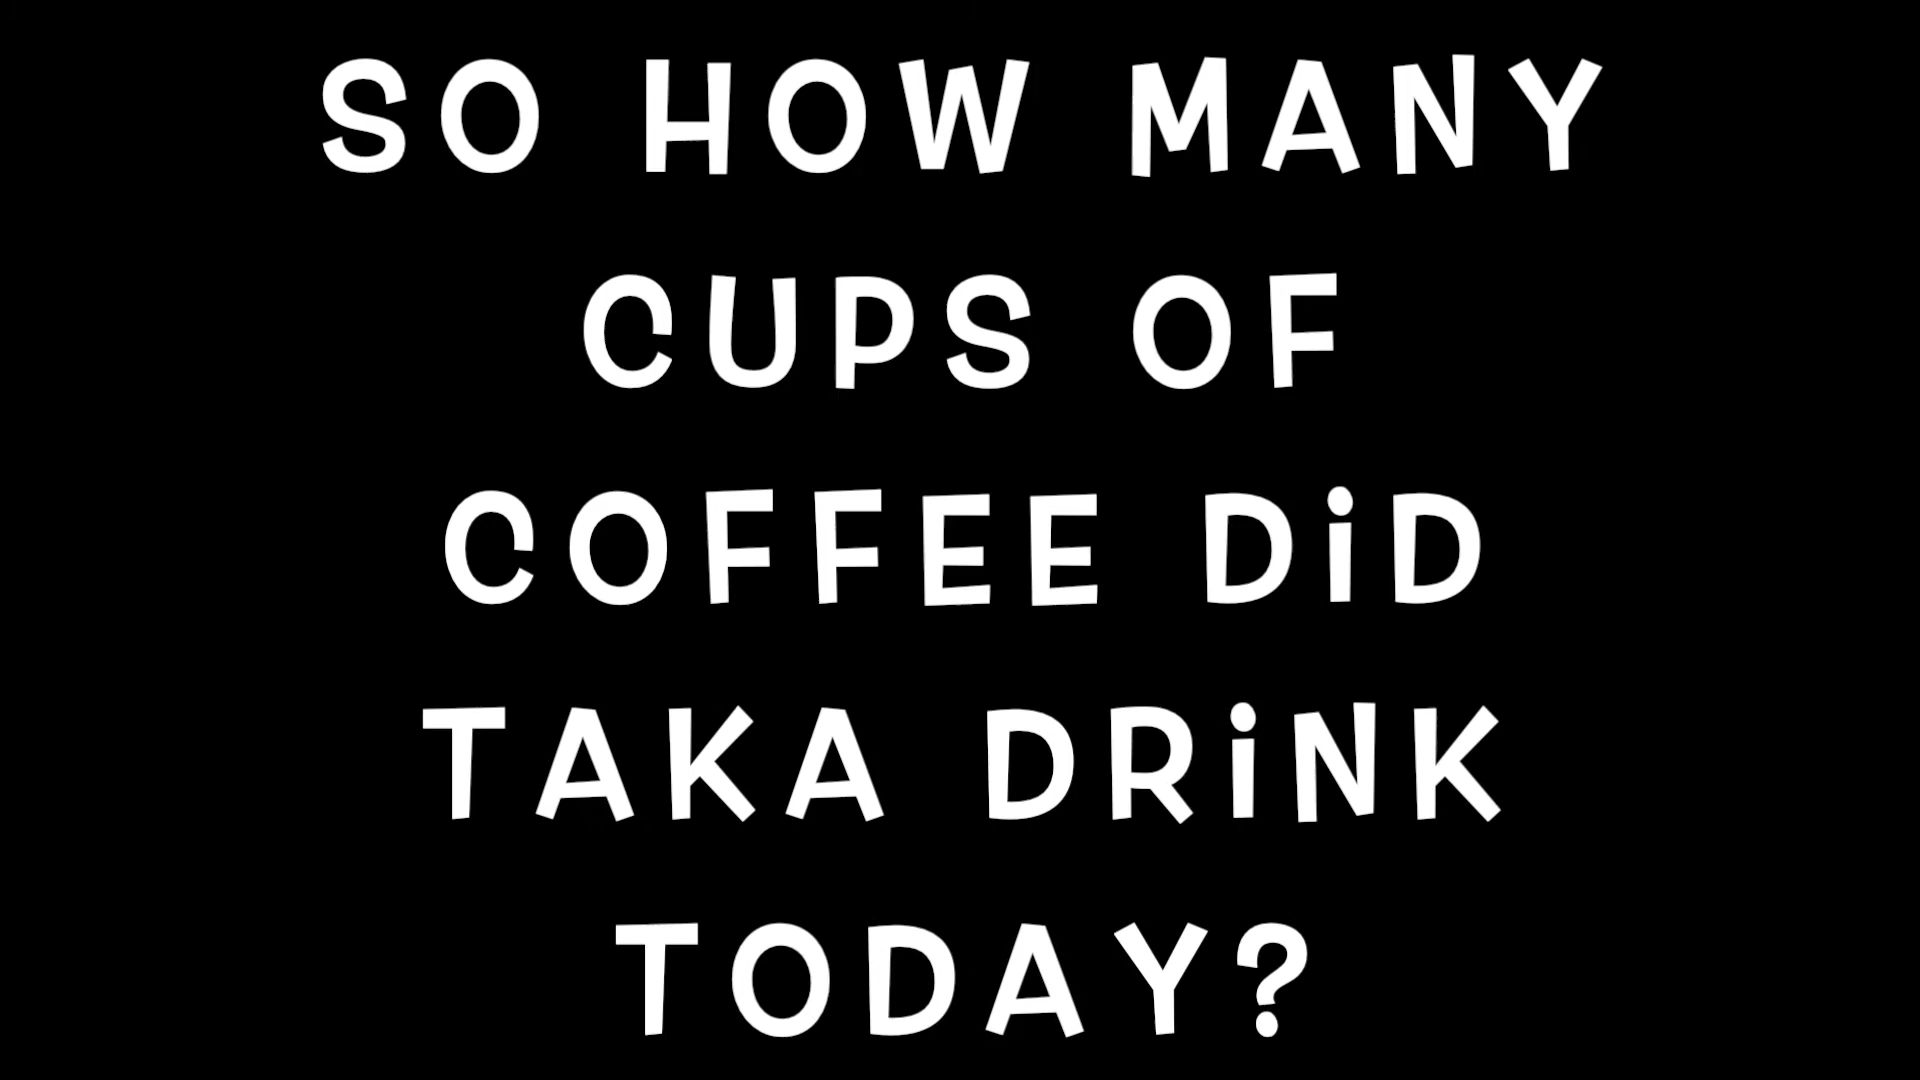 SO HOW MANY
CUPS OF
COFFEE DiD
TAKA DRiNK
TODAY?